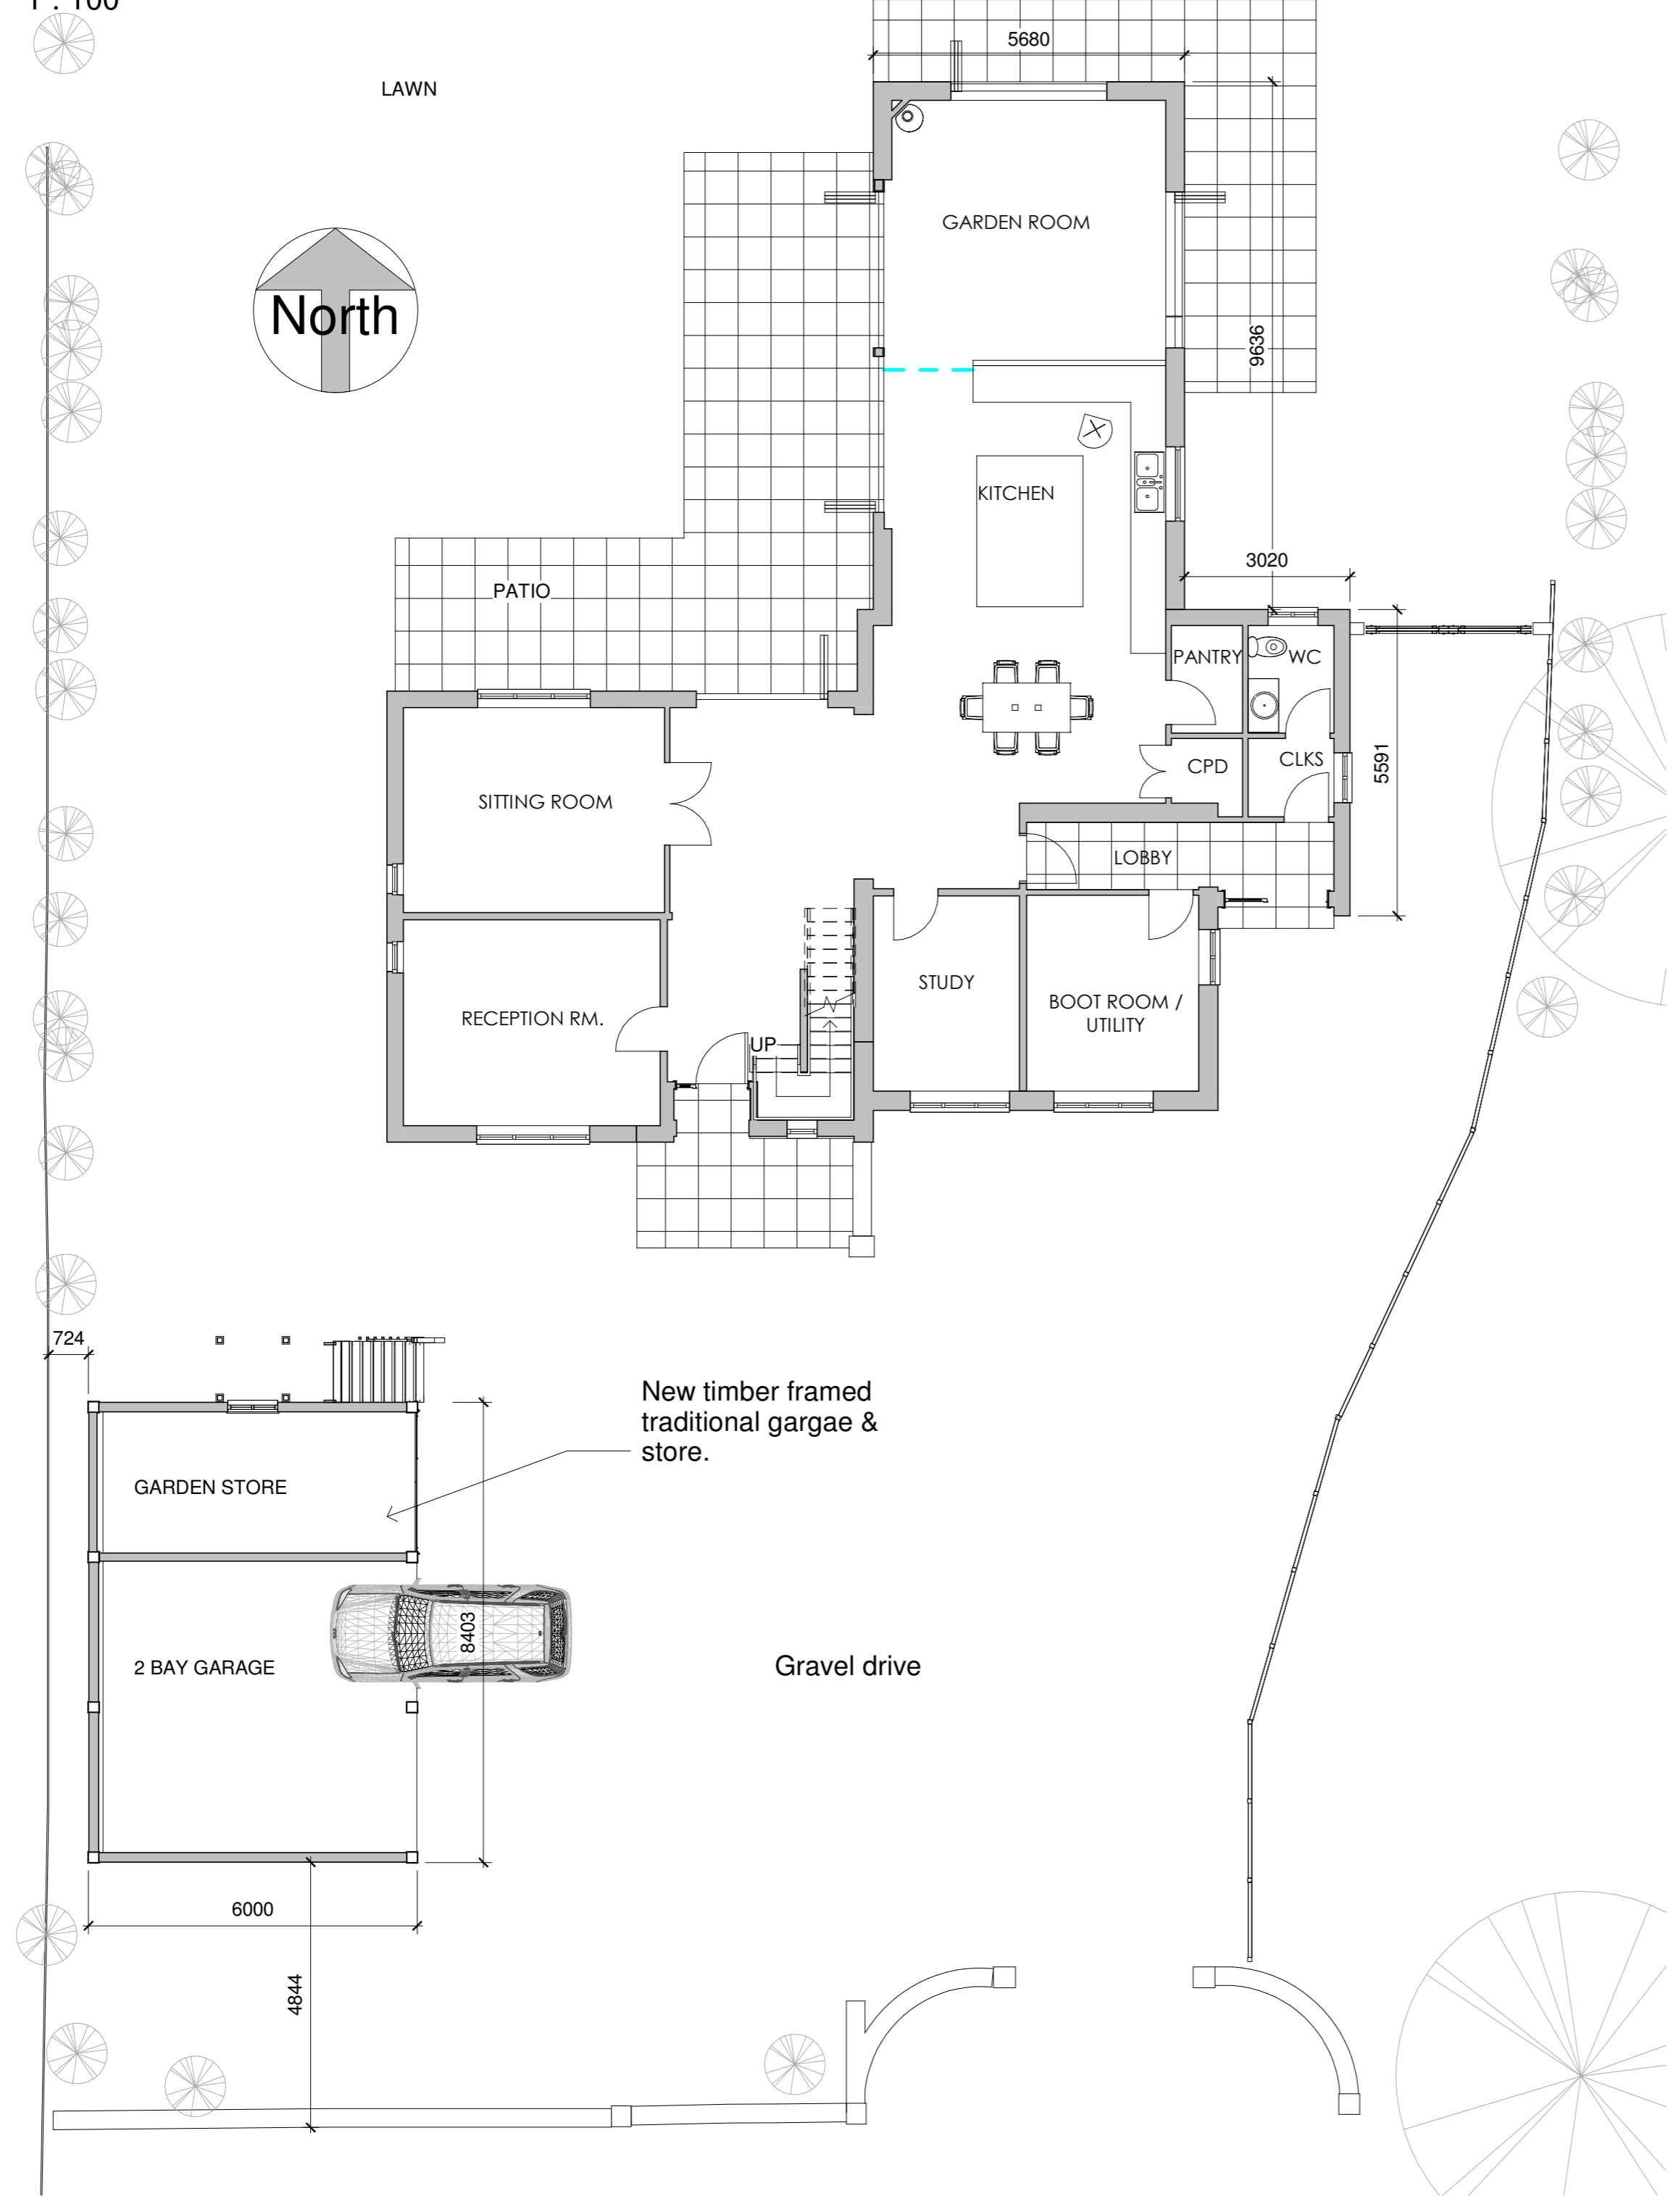 1 : 100
5680
LAWN
GARDEN ROOM
North
9636
KITCHEN
3020
PATIO
PANTRY
WC
5591
CLKS
CPD
SITTING ROOM
LOBBY
STUDY
BOOT ROOM /
UTILITY
RECEPTION RM.
UP
724
New timber framed
traditional gargae &
store.
GARDEN STORE
8403
2 BAY GARAGE
Gravel drive
6000
4844